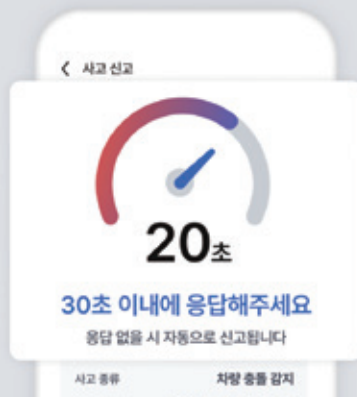 사고 신고
20초
30초 이내에 응답해주세요
응답 없을 시 자동으로 신고됩니다
사고 종류 차량 충돌 감지